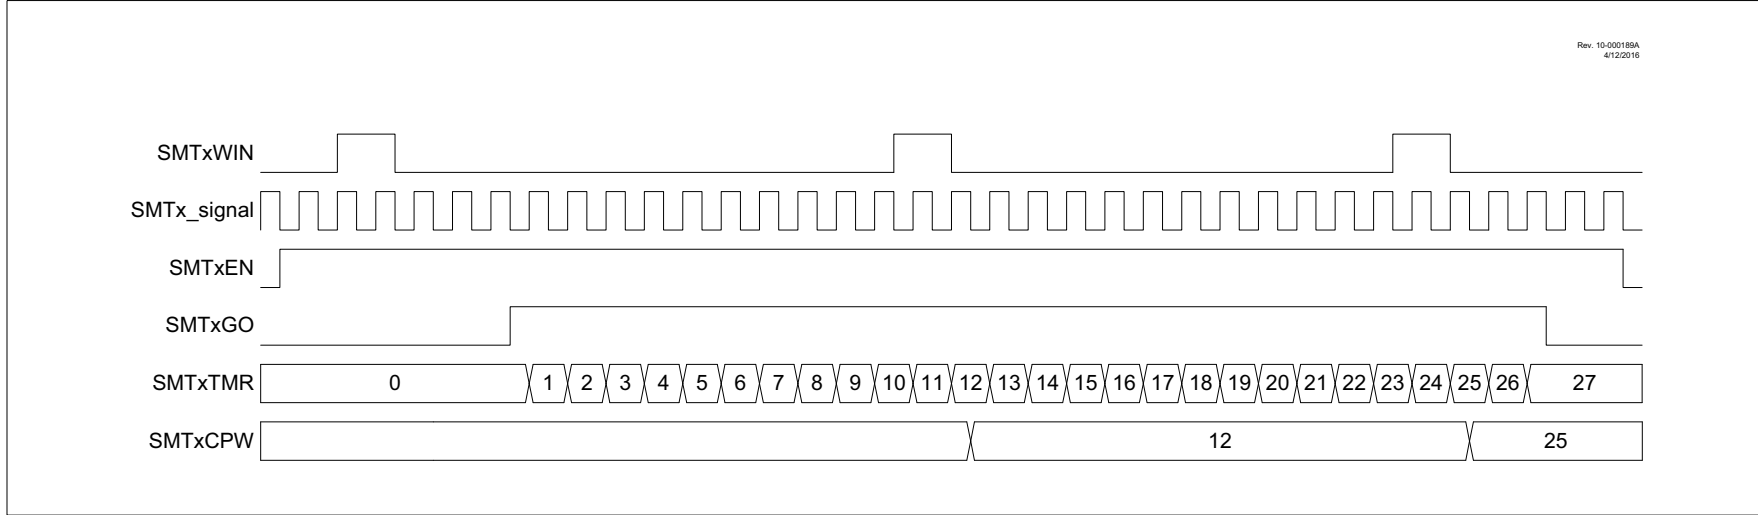 Rev. 10-000189A
4/12/2016
SMTxWIN
SMTx_signal
SMTxEN
SMTxGO
SMTxTMR 0 1 2 3 4 5 6 7 8 9 10 11 12 13 14 15 16 17 18 19 20 21 22 23 24 25 26 27
SMTxCPW 12 25